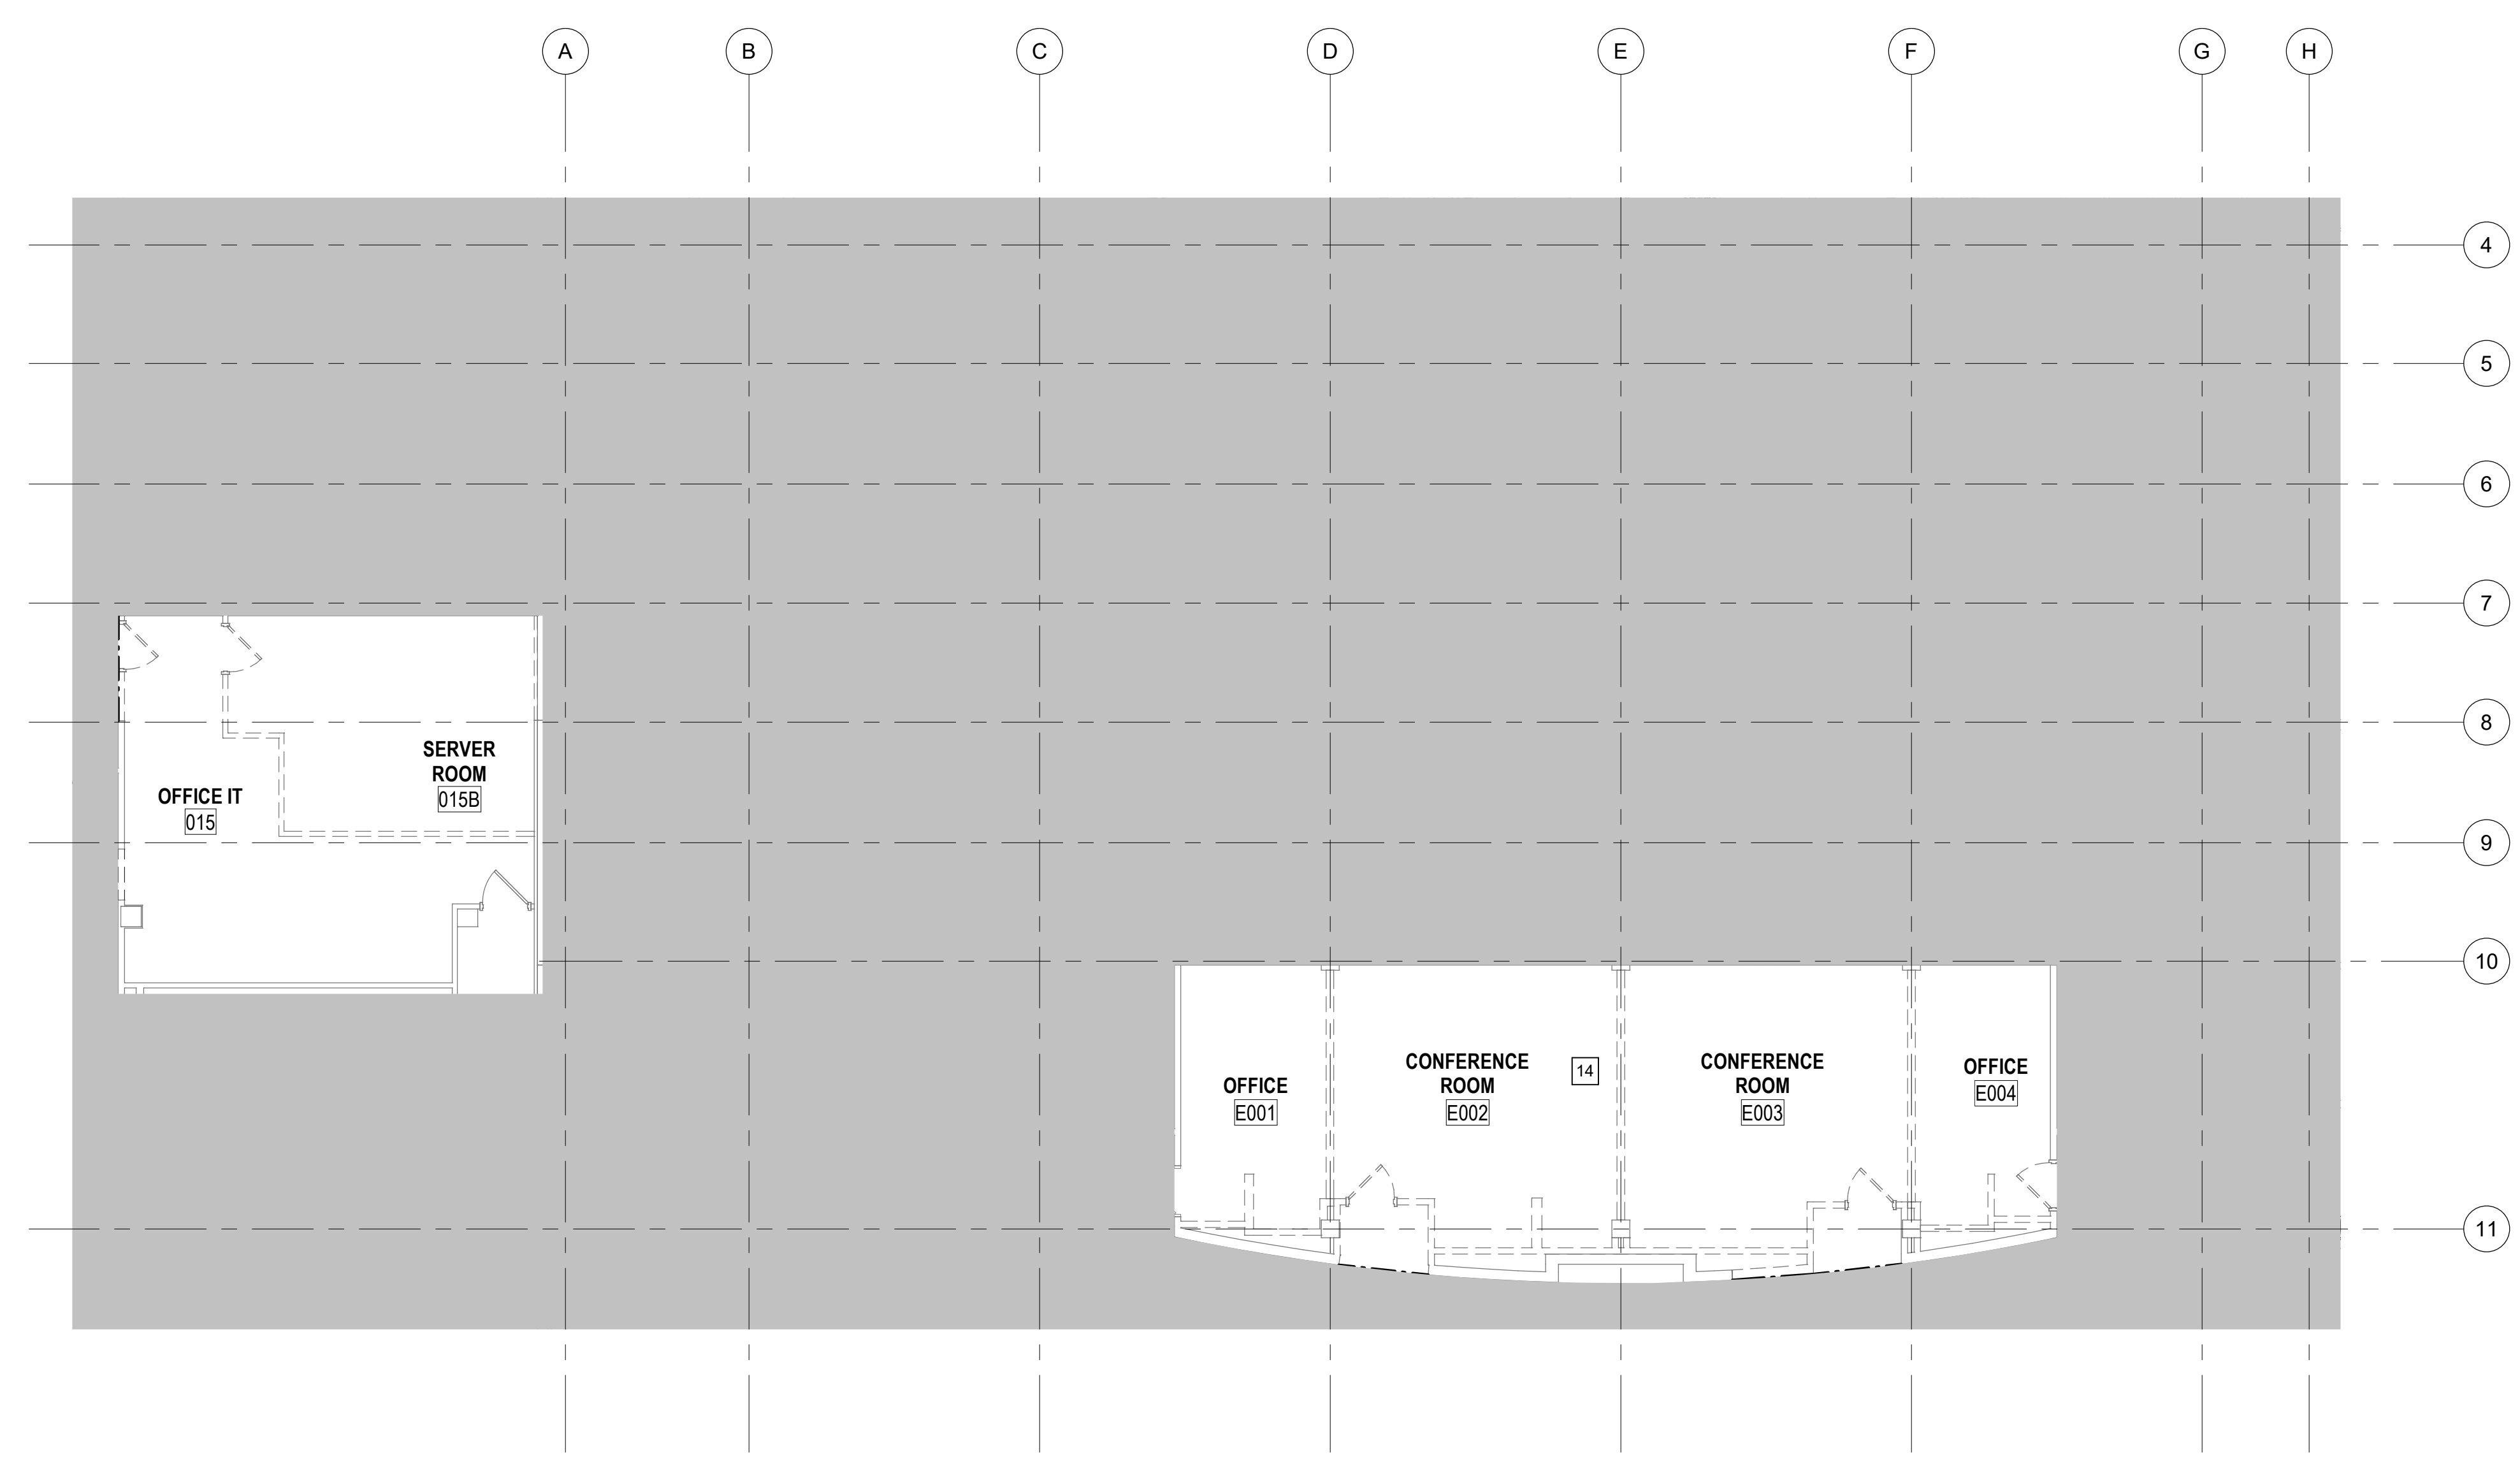 A B C D E F G H
4
5
6
7
8
SERVER
ROOM
015B
OFFICE IT
015
9
10
CONFERENCE
ROOM
E002
14
CONFERENCE
ROOM
E003
OFFICE
E004
OFFICE
E001
11